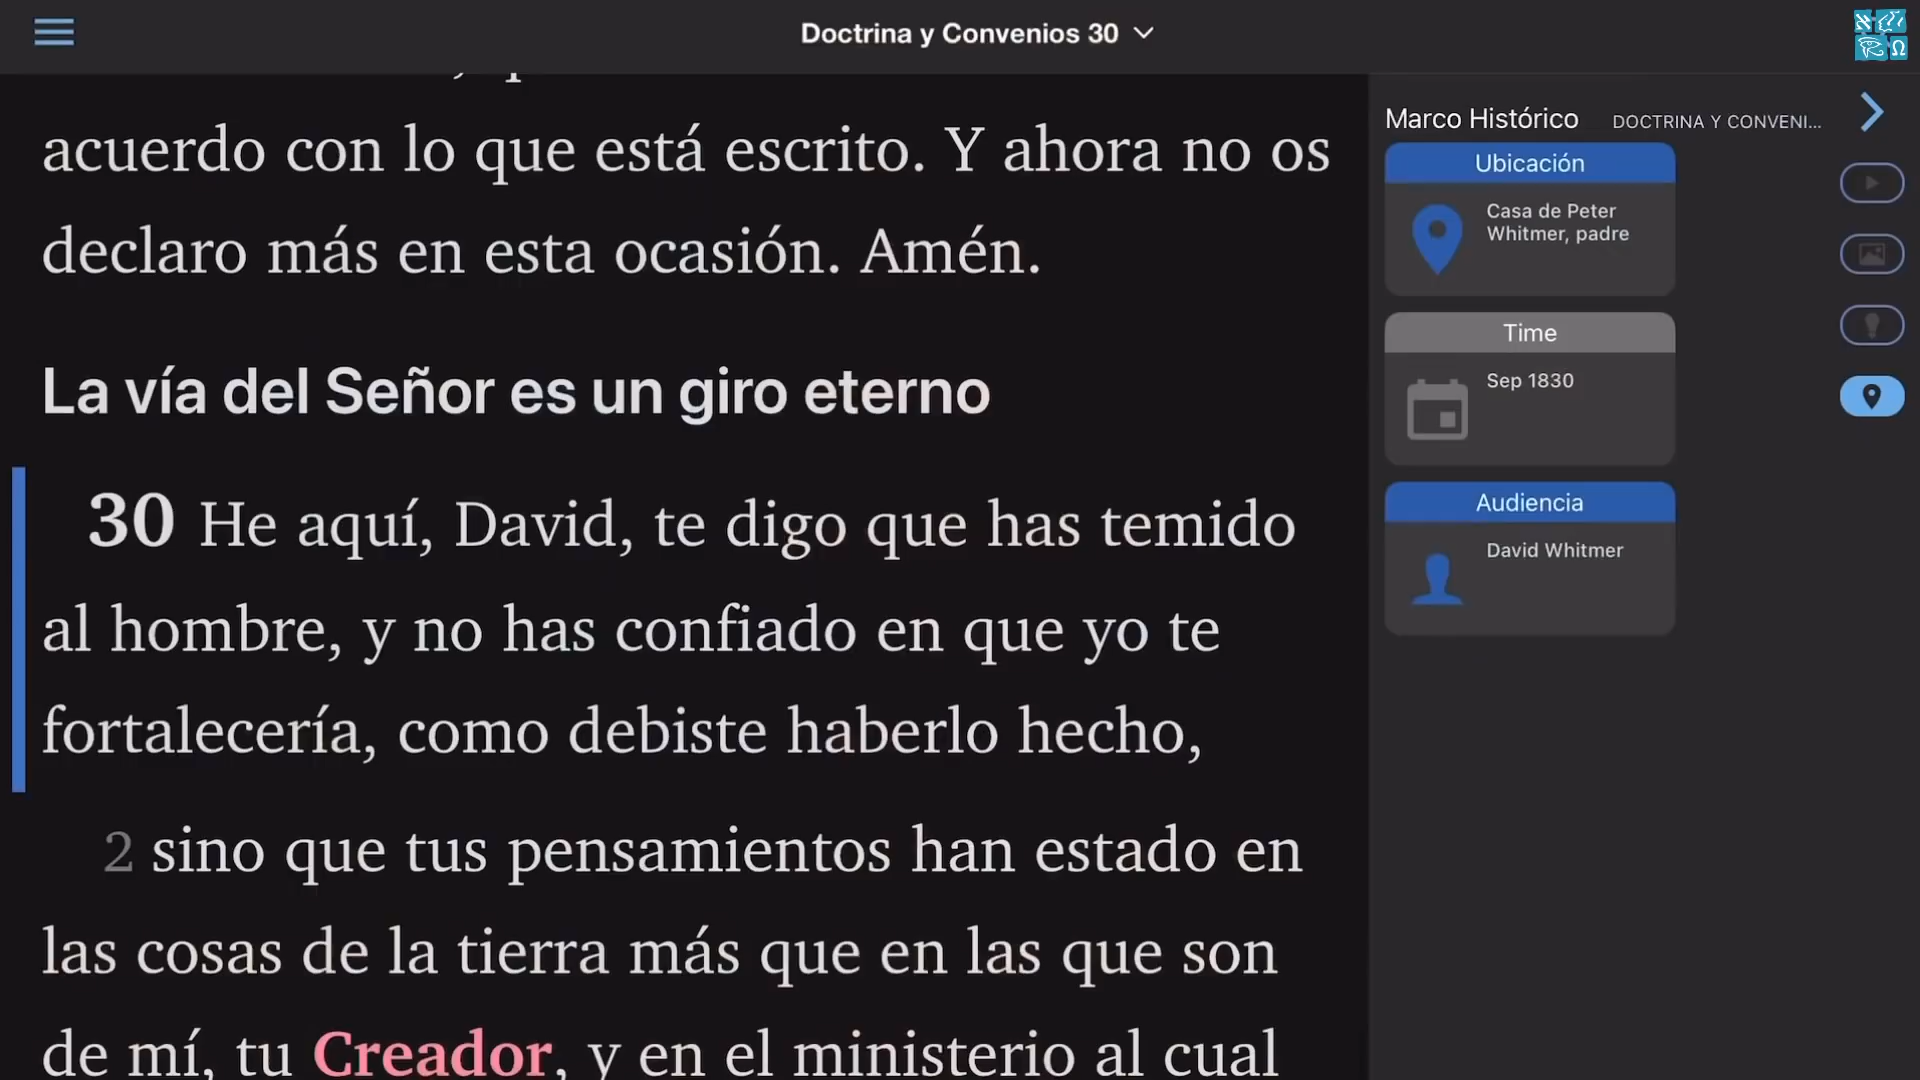 Doctrina y Convenios 30
acuerdo con lo que está escrito. Y ahora no os
declaro más en esta ocasión. Amén.
La vía del Señor es un giro eterno
30 He aquí, David, te digo que has temido
al hombre, y no has confiado en que yo te
fortalecería, como debiste haberlo hecho,
2 sino que tus pensamientos han estado en
las cosas de la tierra más que en las que son
de mí, tu Creador, y en el ministerio al cual
Marco Histórico DOCTRINA Y CONVENI...
Ubicación
Casa de Peter
Whitmer, padre
Time
Sep 1830
Audiencia
David Whitmer